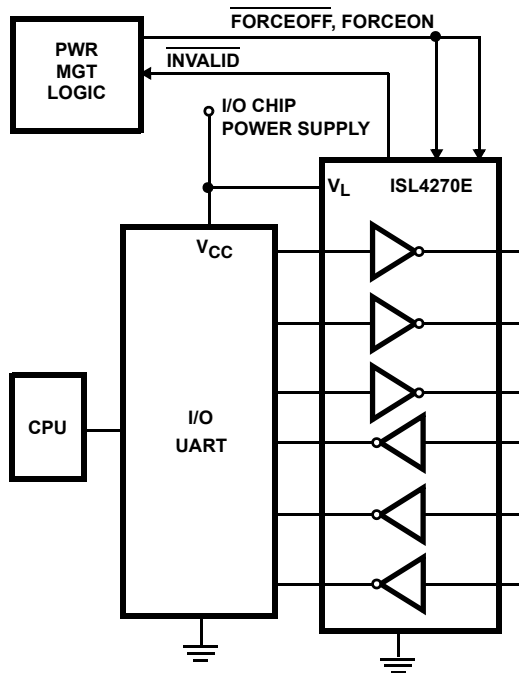 FORCEOFF, FORCEON
PWR
MGT
LOGIC
INVALID
I/O CHIP
POWER SUPPLY
VL
ISL4270E
VCC
CPU
I/O
UART